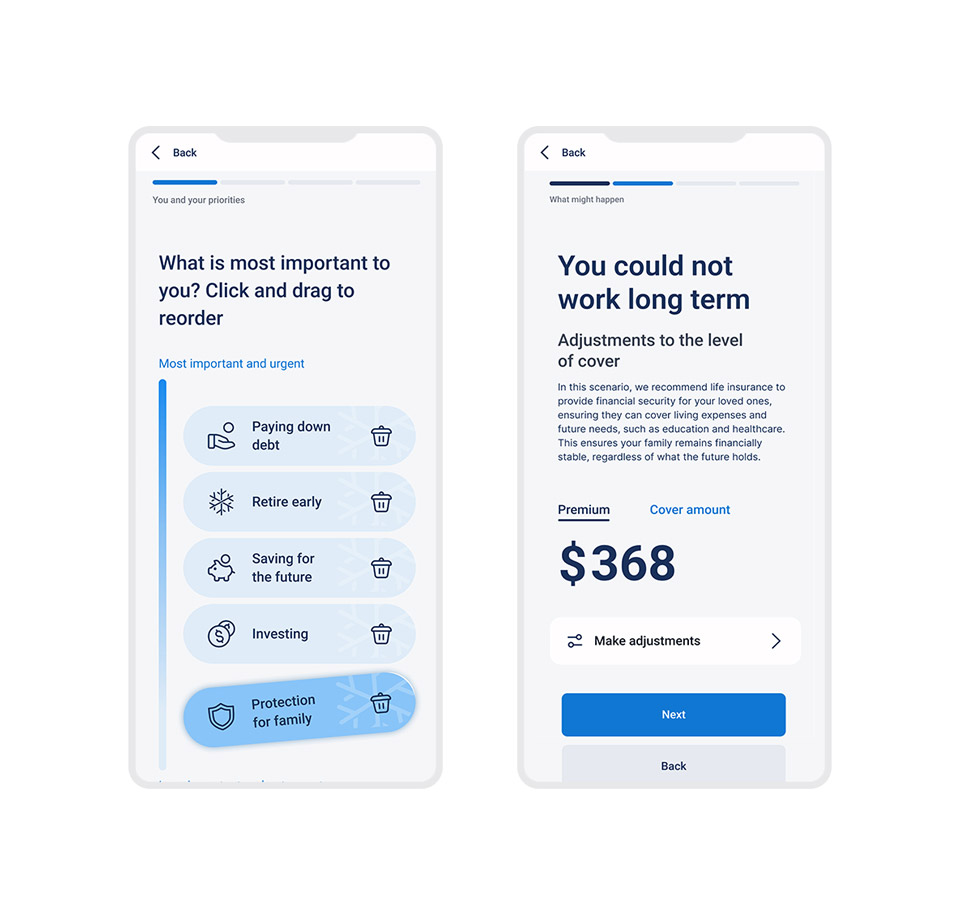 Back
You and your priorities
What is most important to
you? Click and drag to
reorder
Most important and urgent
Paying down
debt
Retire early
Saving for
the future
Investing
Protection
for family
Back
What might happen
You could not
work long term
Adjustments to the level
of cover
In this scenario, we recommend life insurance to
provide financial security for your loved ones,
ensuring they can cover living expenses and
future needs, such as education and healthcare.
This ensures your family remains financially
stable, regardless of what the future holds.
Premium
Cover amount
$368
Make adjustments
Next
Back